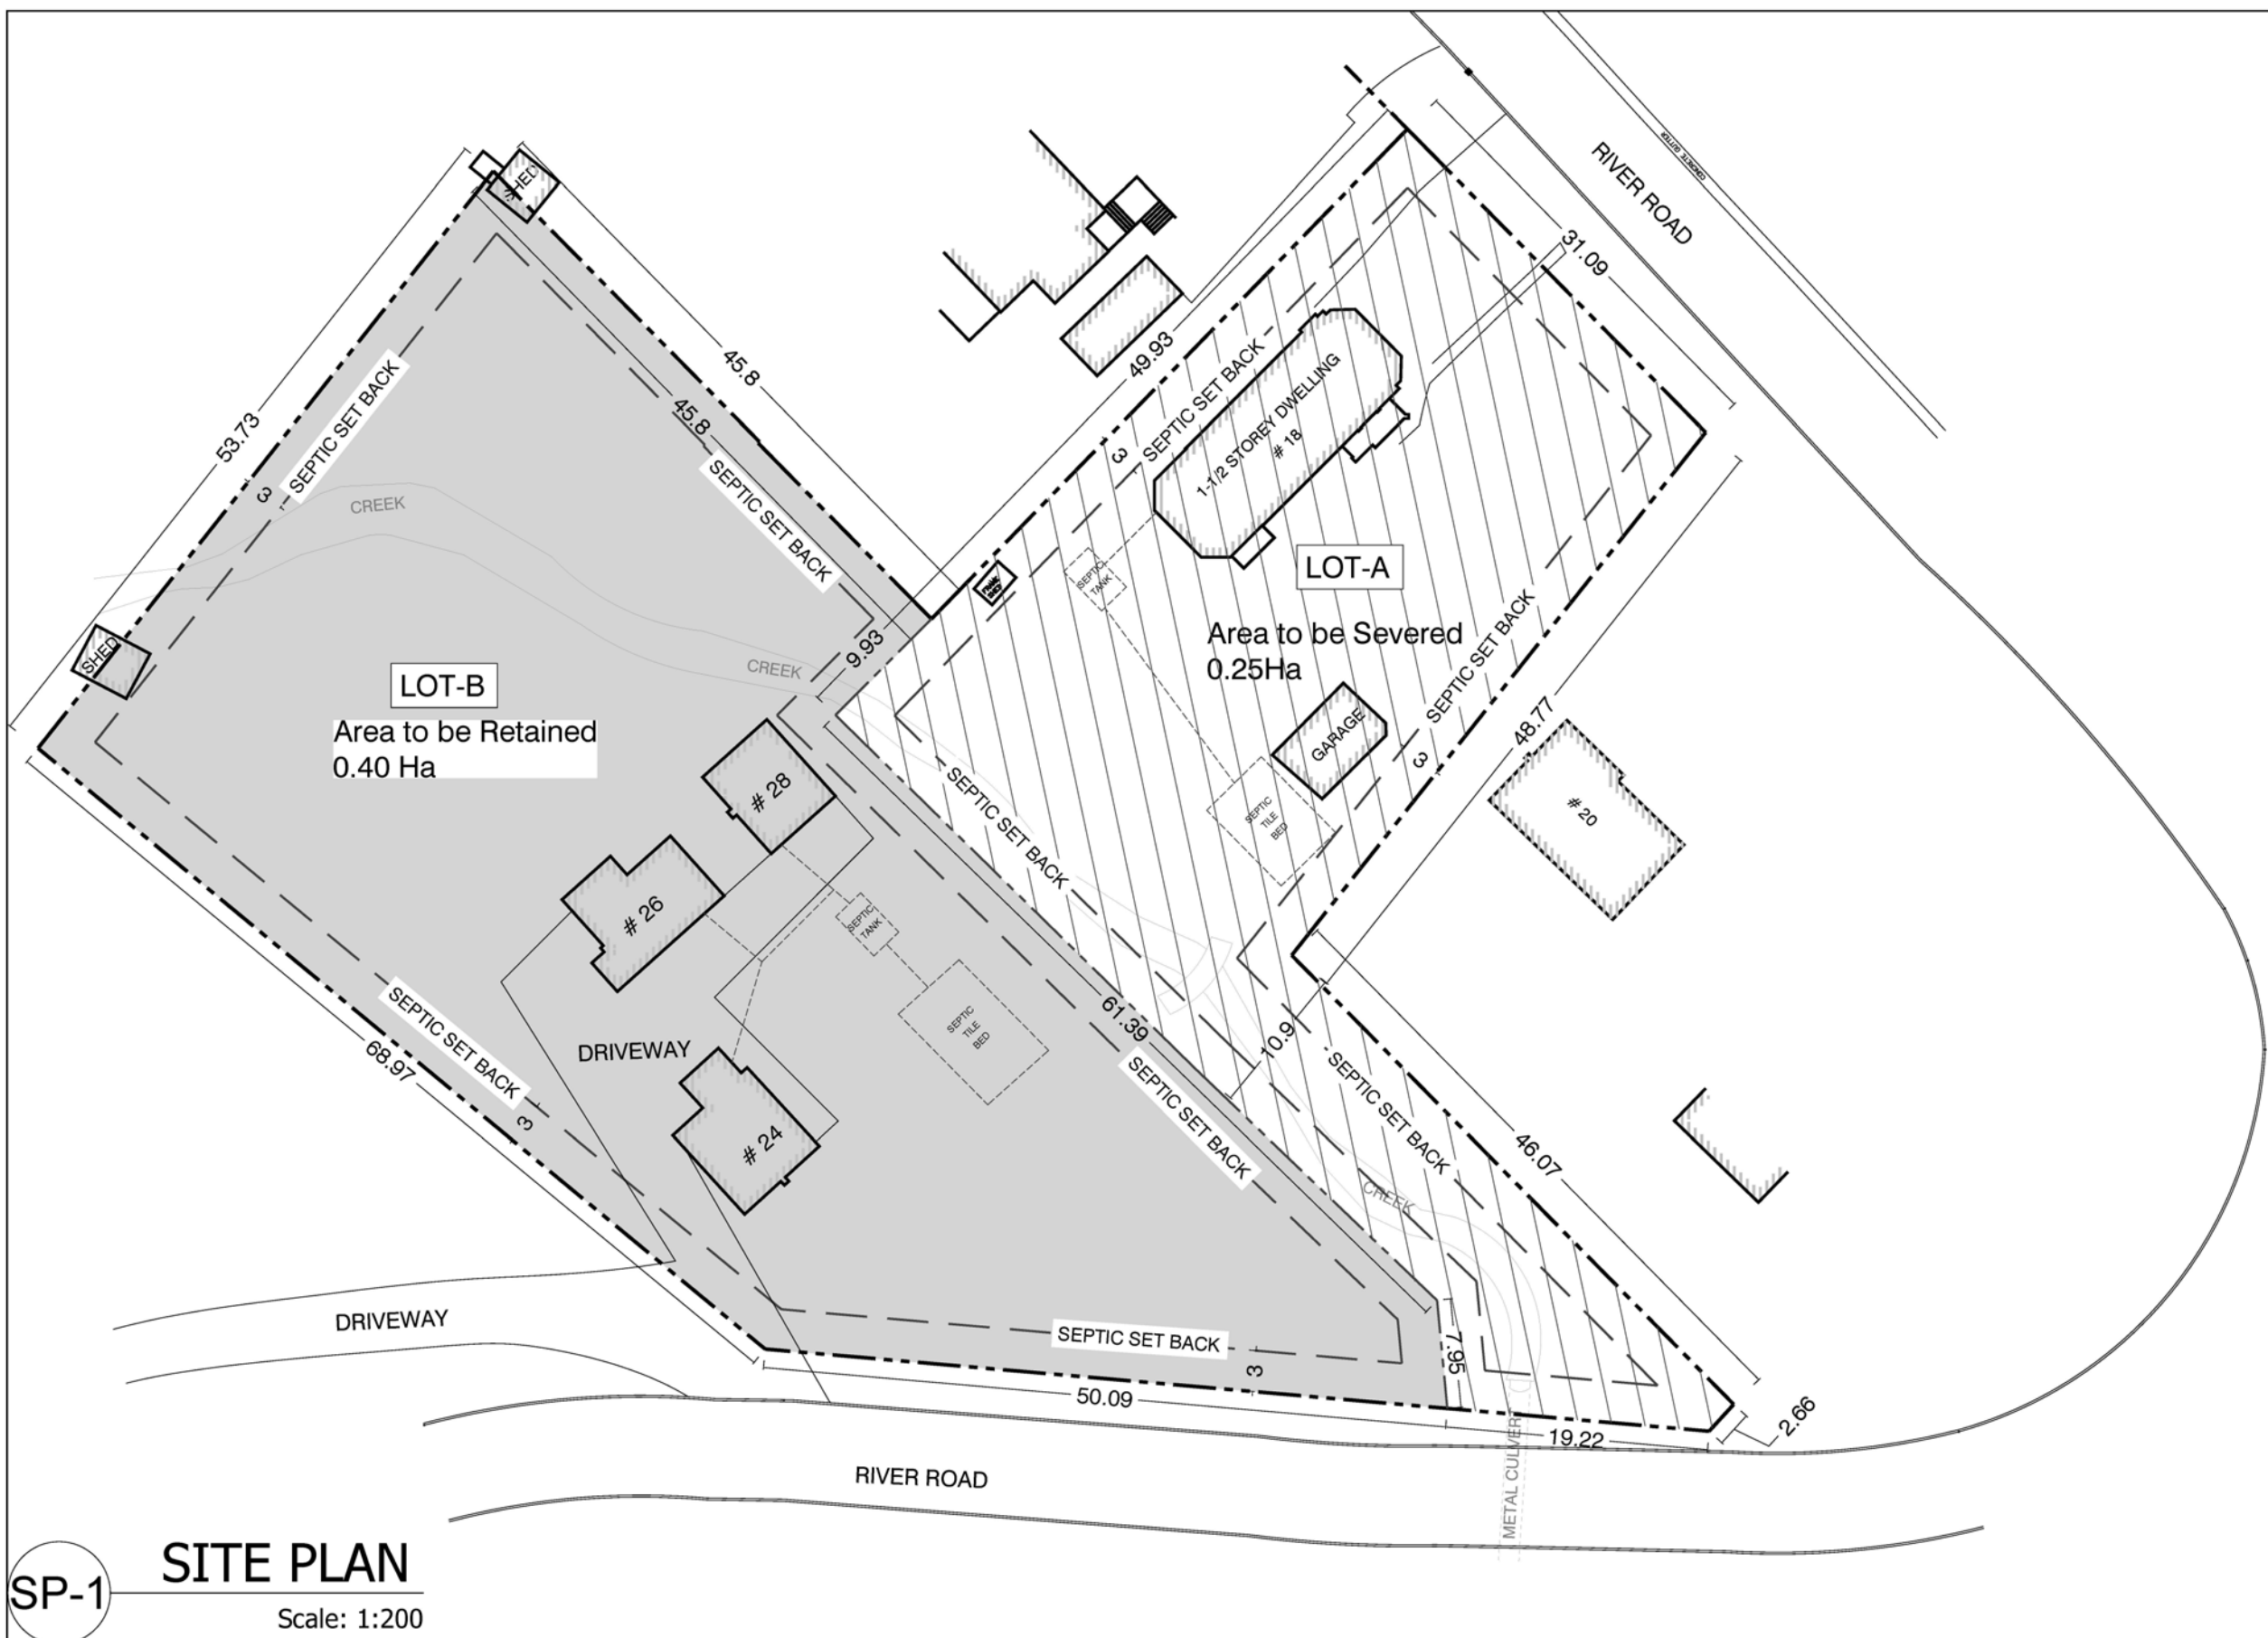 RIVER ROAD
CONCRETE GUTTER
SHED
31.09
45.8
49.93
45.8
53.73
SEPTIC SET BACK
3
SEPTIC SET BACK
1-1/2 STOREY DWELLING
# 18
3
SEPTIC SET BACK
CREEK
SEPTIC
TANK
LOT-A
Area to be Severed
0.25Ha
SEPTIC SET BACK
9.93
CREEK
SHED
LOT-B
Area to be Retained
0.40 Ha
GARAGE
48.77
3
# 20
# 28
SEPTIC SET BACK
SEPTIC
TILE
BED
# 26
SEPTIC
TANK
SEPTIC
TILE
BED
61.39
10.9
SEPTIC SET BACK
SEPTIC SET BACK
SEPTIC SET BACK
68.97
3
DRIVEWAY
# 24
46.07
CREEK
DRIVEWAY
SEPTIC SET BACK
3
7.95
50.09
19.22
2.66
METAL CULVERT
RIVER ROAD
SP-1
SITE PLAN
Scale: 1:200